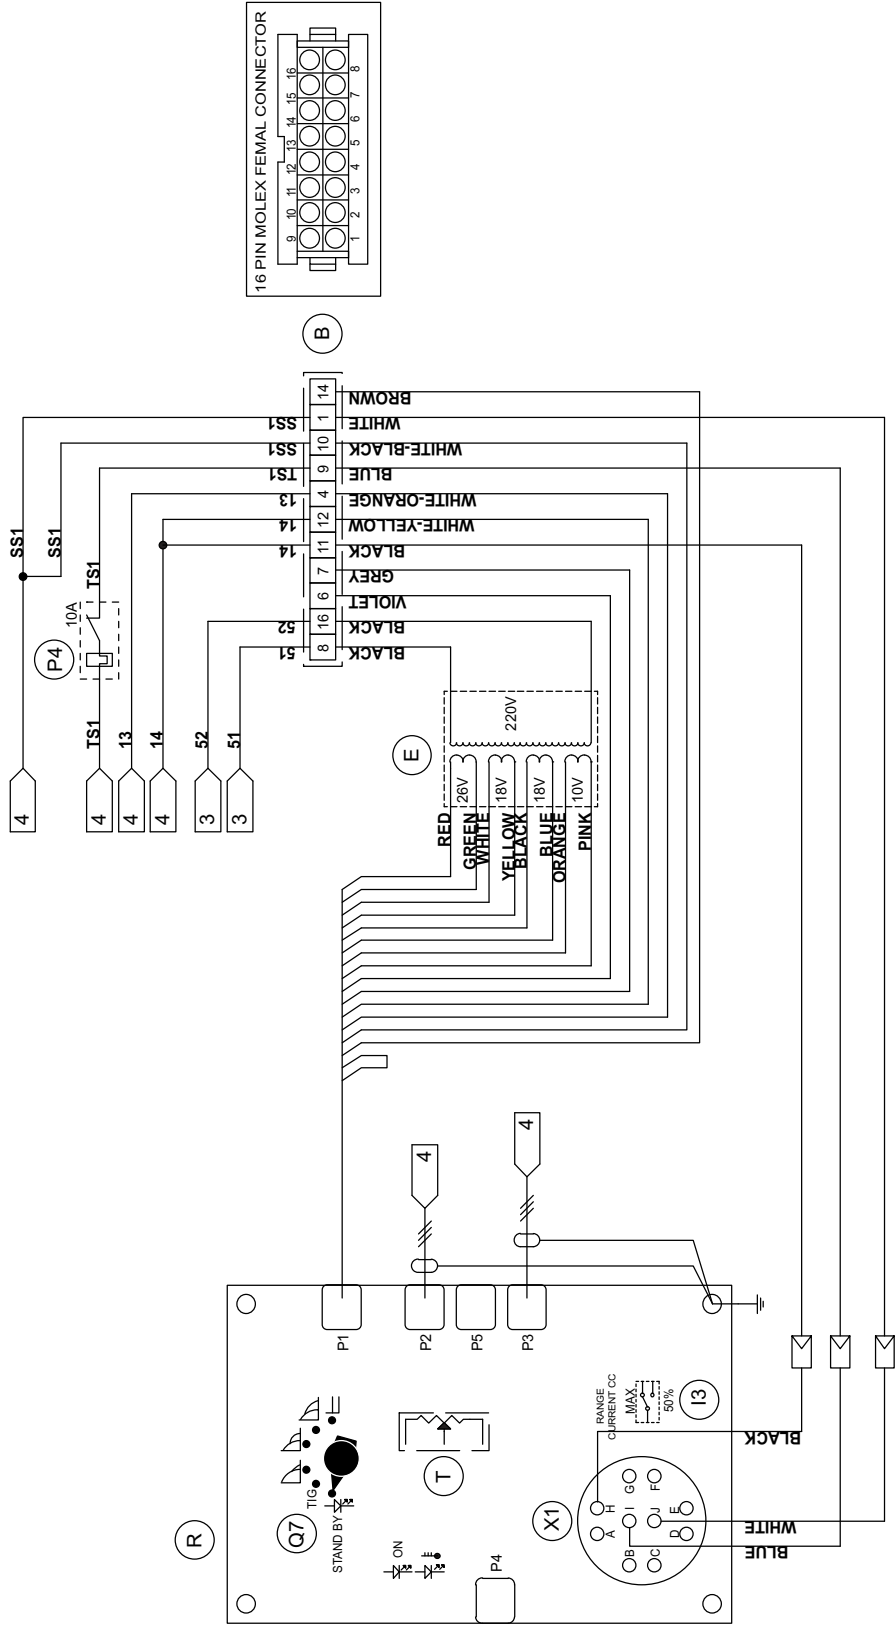 16 PIN MOLEX FEMAL CONNECTOR
16 15 14 13 12 11 10 9
8 7 6 5 4 3 2 1
B
SS1
SS1
TS1
10A
P4
TS1
13
14
52
51
4
4
4
4
3
3
SS1
SS1
TS1
13
14
14
52
51
14
1
10
9
4
12
11
7
6
16
8
BROWN
WHITE
WHITE-BLACK
BLUE
WHITE-ORANGE
WHITE-YELLOW
BLACK
GREY
VIOLET
BLACK
BLACK
E
220V
26V
18V
18V
10V
RED
GREEN
WHITE
YELLOW
BLACK
BLUE
ORANGE
PINK
4
4
P1
P2
P5
P3
R
Q7
TIG
STAND BY
ON
T
P4
RANGE
CURRENT CC
MAX
50%
I3
X1
A
B
C
D
E
F
G
H
I
J
BLACK
WHITE
BLUE